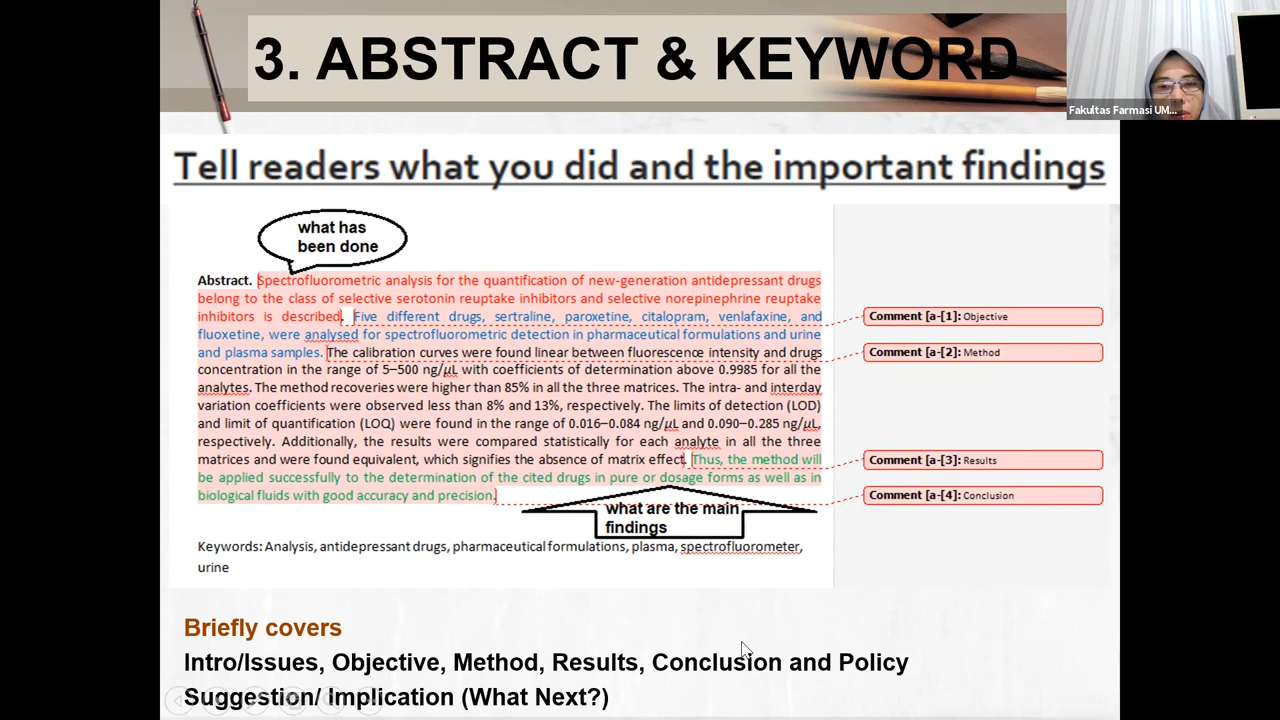 3. ABSTRACT & KEYWORD
Fakultas Farmasi UM...
Tell readers what you did and the important findings
what has
been done
Abstract. Spectrofluorometric analysis for the quantification of new-generation antidepressant drugs
belong to the class of selective serotonin reuptake inhibitors and selective norepinephrine reuptake
inhibitors is described. Five different drugs, sertraline, paroxetine, citalopram, venlafaxine, and
fluoxetine, were analysed for spectrofluorometric detection in pharmaceutical formulations and urine
and plasma samples. The calibration curves were found linear between fluorescence intensity and drugs
concentration in the range of 5–500 ng/μL with coefficients of determination above 0.9985 for all the
analytes. The method recoveries were higher than 85% in all the three matrices. The intra- and interday
variation coefficients were observed less than 8% and 13%, respectively. The limits of detection (LOD)
and limit of quantification (LOQ) were found in the range of 0.016–0.084 ng/μL and 0.090–0.285 ng/μL,
respectively. Additionally, the results were compared statistically for each analyte in all the three
matrices and were found equivalent, which signifies the absence of matrix effect. Thus, the method will
be applied successfully to the determination of the cited drugs in pure or dosage forms as well as in
biological fluids with good accuracy and precision.
Comment [a-[1]: Objective
Comment [a-[2]: Method
Comment [a-[3]: Results
Comment [a-[4]: Conclusion
what are the main
findings
Keywords: Analysis, antidepressant drugs, pharmaceutical formulations, plasma, spectrofluorometer,
urine
Briefly covers
Intro/Issues, Objective, Method, Results, Conclusion and Policy
Suggestion/ Implication (What Next?)